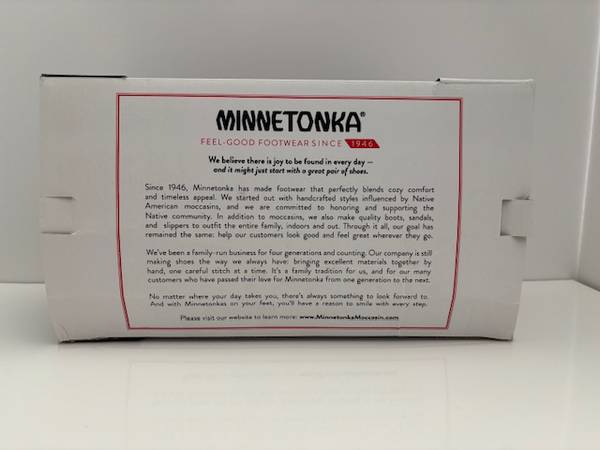 MINNETONKA®
FEEL-GOOD FOOTWEAR SINCE 1946
We believe there is joy to be found in every day —
and it might just start with a great pair of shoes.
Since 1946, Minnetonka has made footwear that perfectly blends cozy comfort
and timeless appeal. We started out with handcrafted styles influenced by Native
American moccasins, and we are committed to honoring and supporting the
Native community. In addition to moccasins, we also make quality boots, sandals,
and slippers to outfit the entire family, indoors and out. Through it all, our goal has
remained the same: help our customers look good and feel great wherever they go.
We've been a family-run business for four generations and counting. Our company is still
making shoes the way we always have: bringing excellent materials together by
hand, one careful stitch at a time. It's a family tradition for us, and for our many
customers who have passed their love for Minnetonka from one generation to the next.
No matter where your day takes you, there's always something to look forward to.
And with Minnetonkas on your feet, you'll have a reason to smile with every step.
Please visit our website to learn more: www.MinnetonkaMoccasin.com